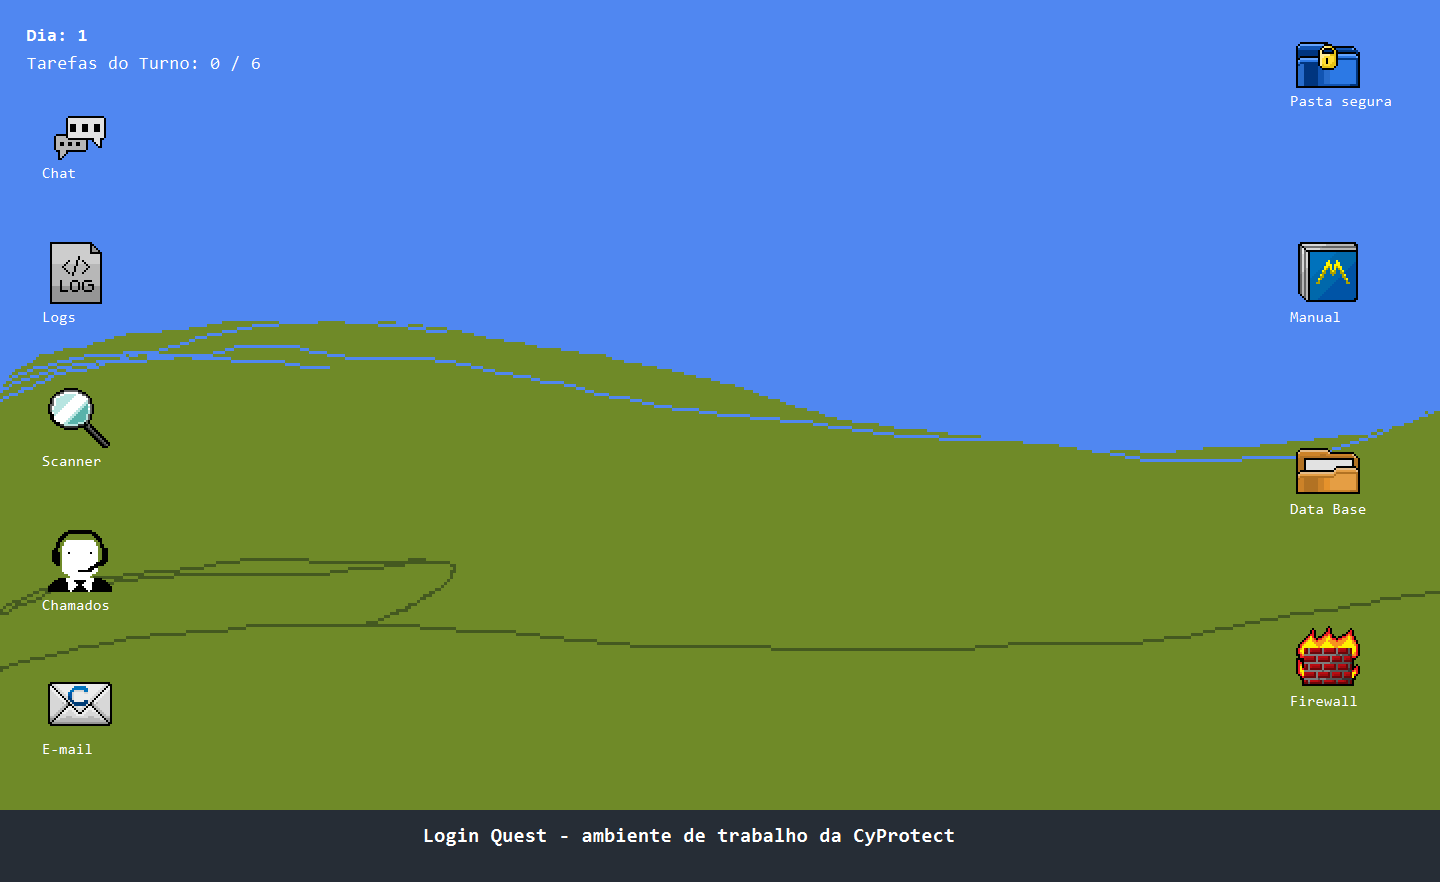 Dia: 1
Tarefas do Turno: 0 / 6
Pasta segura
Chat
</>
LOG
Logs
Manual
Scanner
Data Base
Chamados
C
E-mail
Firewall
Login Quest - ambiente de trabalho da CyProtect